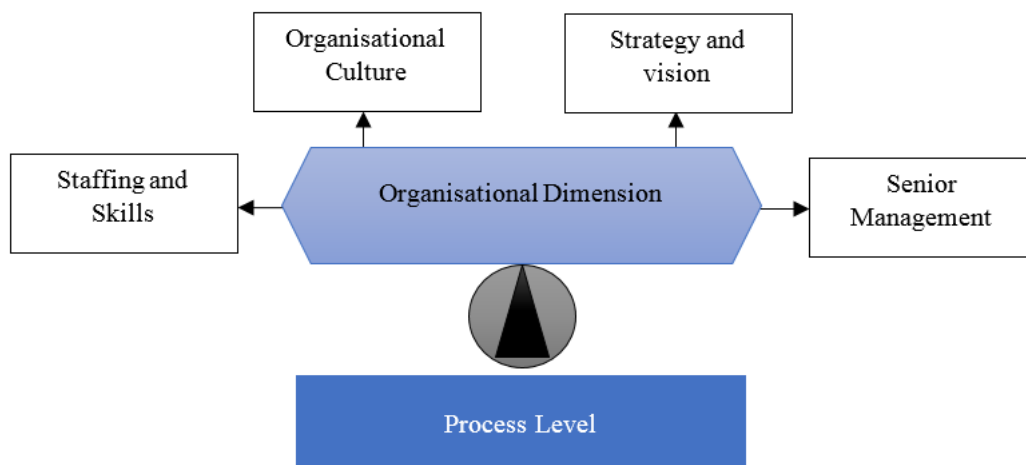 Organisational
Culture
Strategy and
vision
Staffing and
Skills
Organisational Dimension
Senior
Management
Process Level